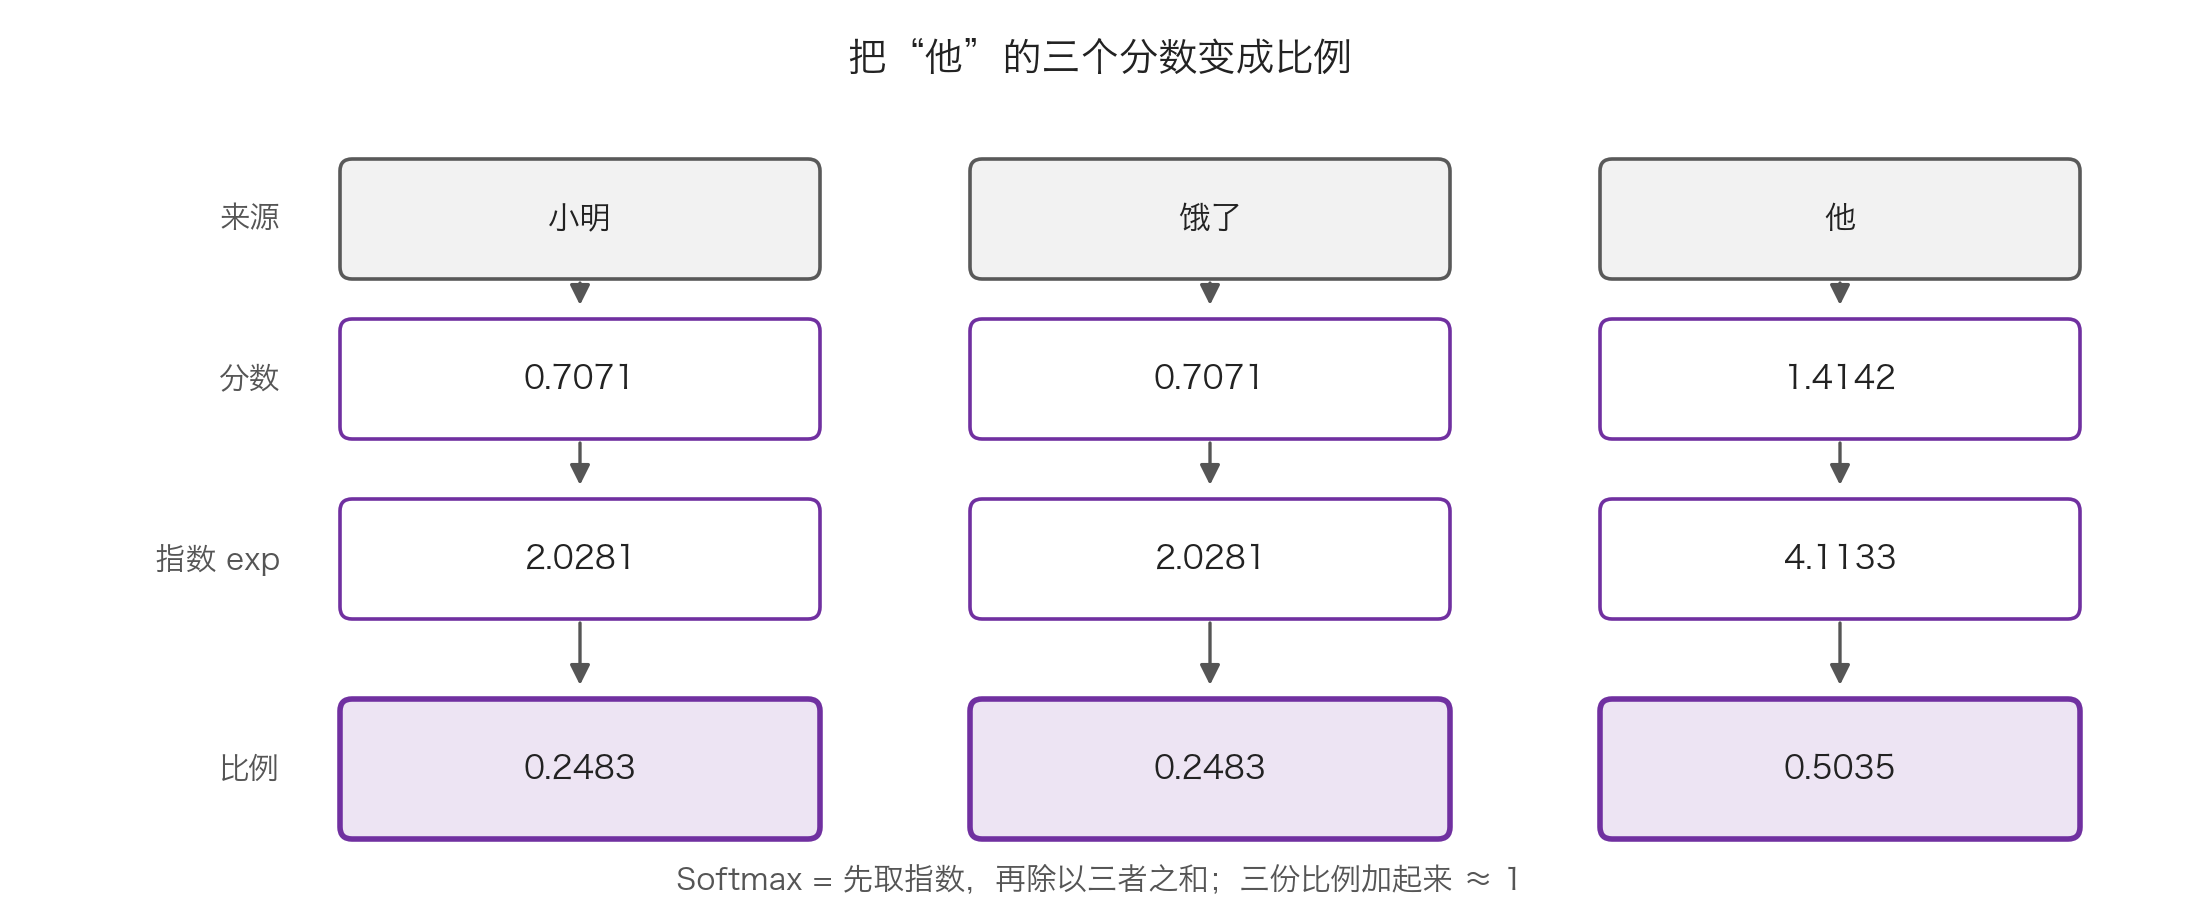 把“他”的三个分数变成比例
来源 小明 饿了 他
分数 0.7071 0.7071 1.4142
指数 exp 2.0281 2.0281 4.1133
比例 0.2483 0.2483 0.5035
Softmax = 先取指数，再除以三者之和；三份比例加起来 ≈ 1